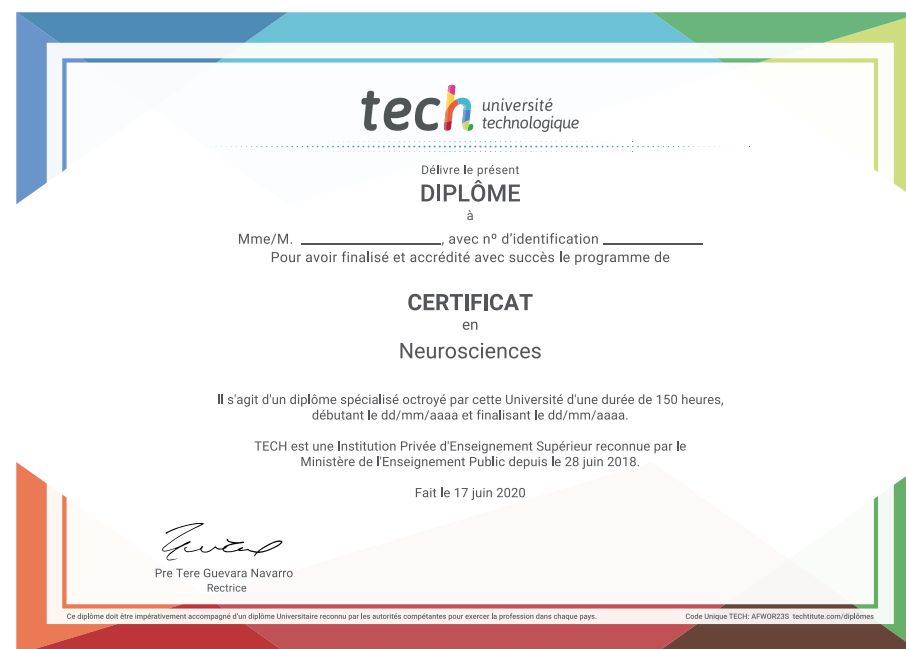 tech université
technologique
Délivre le présent
DIPLÔME
à
Mme/M. ____________________, avec nº d'identification ______________
Pour avoir finalisé et accrédité avec succès le programme de
CERTIFICAT
en
Neurosciences
Il s'agit d'un diplôme spécialisé octroyé par cette Université d'une durée de 150 heures,
débutant le dd/mm/aaaa et finalisant le dd/mm/aaaa.
TECH est une Institution Privée d'Enseignement Supérieur reconnue par le
Ministère de l'Enseignement Public depuis le 28 juin 2018.
Fait le 17 juin 2020
Pre Tere Guevara Navarro
Rectrice
Ce diplôme doit être impérativement accompagné d'un diplôme Universitaire reconnu par les autorités compétantes pour exercer la profession dans chaque pays.
Code Unique TECH: AFWOR23S techtitute.com/diplômes